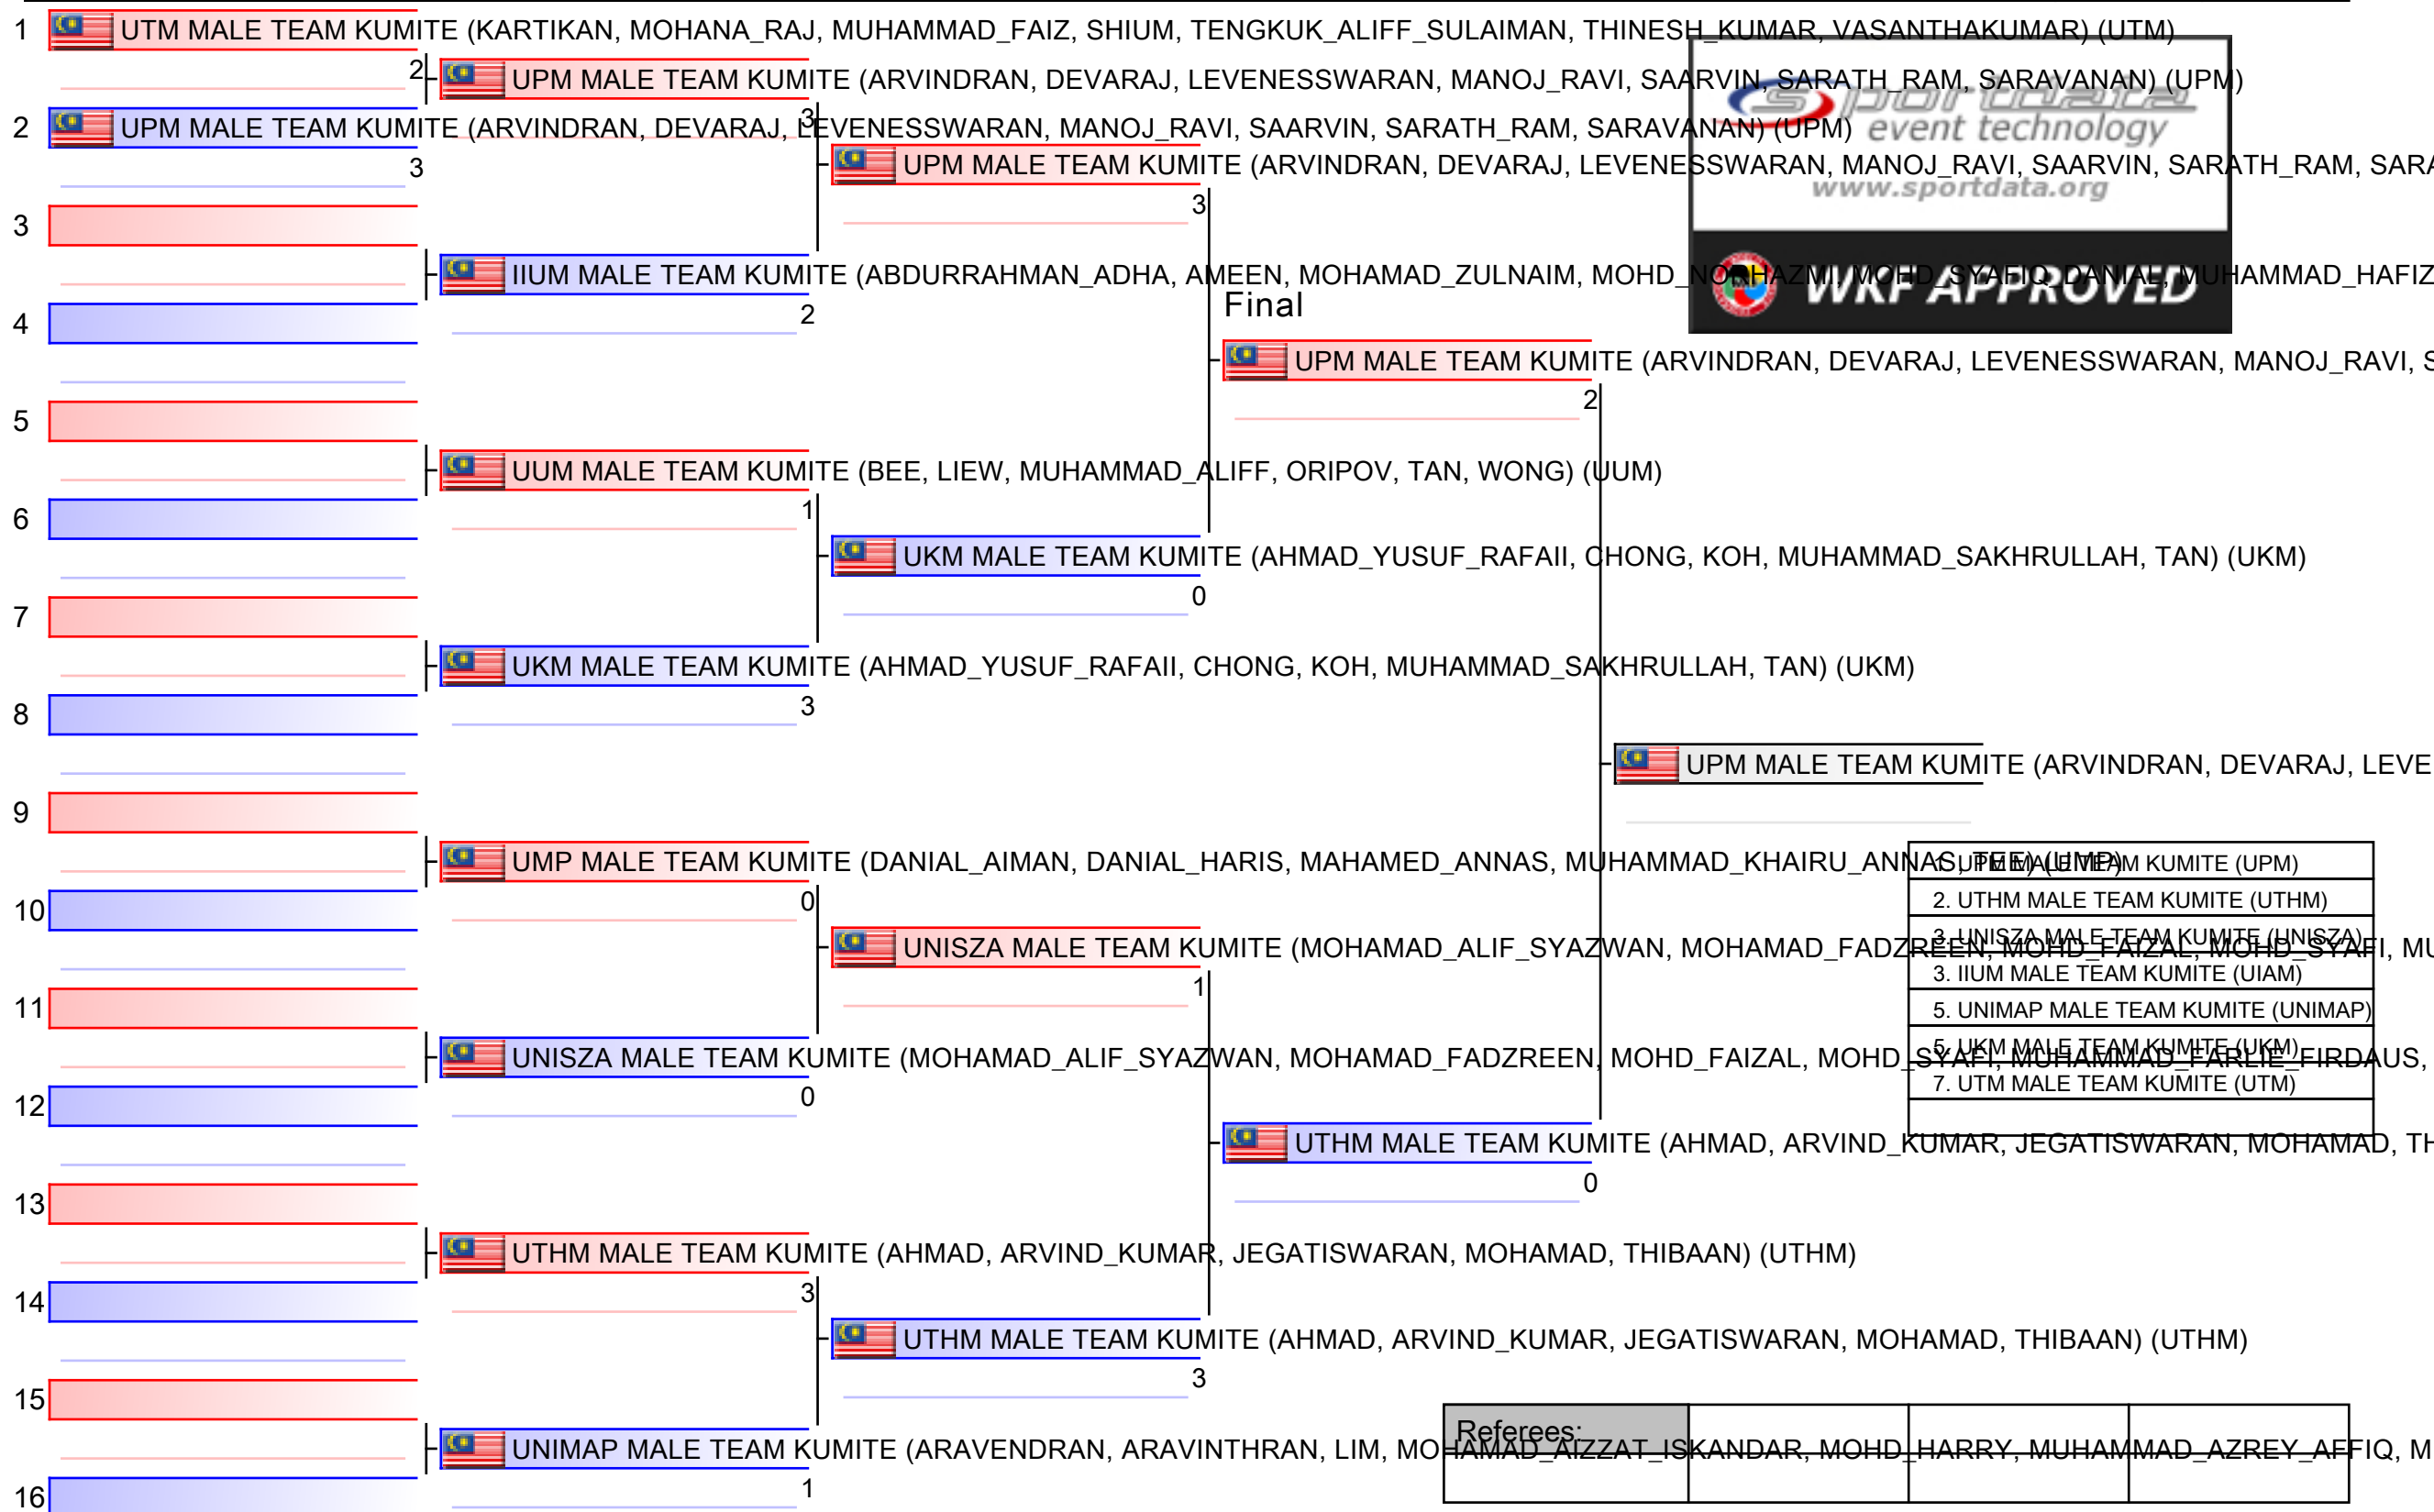 1 UTM MALE TEAM KUMITE (KARTIKAN, MOHANA_RAJ, MUHAMMAD_FAIZ, SHIUM, TENGKUK_ALIFF_SULAIMAN, THINESH_KUMAR, VASANTHAKUMAR) (UTM)
2
UPM MALE TEAM KUMITE (ARVINDRAN, DEVARAJ, LEVENESSWARAN, MANOJ_RAVI, SAARVIN, SARATH_RAM, SARAVANAN) (UPM)
3
sportdata
2 UPM MALE TEAM KUMITE (ARVINDRAN, DEVARAJ, LEVENESSWARAN, MANOJ_RAVI, SAARVIN, SARATH_RAM, SARAVANAN) (UPM)
event technology
3
UPM MALE TEAM KUMITE (ARVINDRAN, DEVARAJ, LEVENESSWARAN, MANOJ_RAVI, SAARVIN, SARATH_RAM, SARA
www.sportdata.org
3
3
IIUM MALE TEAM KUMITE (ABDURRAHMAN_ADHA, AMEEN, MOHAMAD_ZULNAIM, MOHD_NORHAZMI, MOHD_SYAFIQ_DANIAL, MUHAMMAD_HAFIZ
WKF APPROVED
2
4
Final
UPM MALE TEAM KUMITE (ARVINDRAN, DEVARAJ, LEVENESSWARAN, MANOJ_RAVI, S
2
5
UUM MALE TEAM KUMITE (BEE, LIEW, MUHAMMAD_ALIFF, ORIPOV, TAN, WONG) (UUM)
1
6
UKM MALE TEAM KUMITE (AHMAD_YUSUF_RAFAII, CHONG, KOH, MUHAMMAD_SAKHRULLAH, TAN) (UKM)
0
7
UKM MALE TEAM KUMITE (AHMAD_YUSUF_RAFAII, CHONG, KOH, MUHAMMAD_SAKHRULLAH, TAN) (UKM)
3
8
UPM MALE TEAM KUMITE (ARVINDRAN, DEVARAJ, LEVE
9
UMP MALE TEAM KUMITE (DANIAL_AIMAN, DANIAL_HARIS, MAHAMED_ANNAS, MUHAMMAD_KHAIRU_ANNAS, TEE) (UMP)
0
1. UPM MALE TEAM KUMITE (UPM)
2. UTHM MALE TEAM KUMITE (UTHM)
3. UNISZA MALE TEAM KUMITE (UNISZA)
3. IIUM MALE TEAM KUMITE (UIAM)
5. UNIMAP MALE TEAM KUMITE (UNIMAP)
5. UKM MALE TEAM KUMITE (UKM)
7. UTM MALE TEAM KUMITE (UTM)
10
UNISZA MALE TEAM KUMITE (MOHAMAD_ALIF_SYAZWAN, MOHAMAD_FADZREEN, MOHD_FAIZAL, MOHD_SYAFI, MU
1
11
UNISZA MALE TEAM KUMITE (MOHAMAD_ALIF_SYAZWAN, MOHAMAD_FADZREEN, MOHD_FAIZAL, MOHD_SYAFI, MUHAMMAD_FARLIE_FIRDAUS,
0
12
UTHM MALE TEAM KUMITE (AHMAD, ARVIND_KUMAR, JEGATISWARAN, MOHAMAD, TH
0
13
UTHM MALE TEAM KUMITE (AHMAD, ARVIND_KUMAR, JEGATISWARAN, MOHAMAD, THIBAAN) (UTHM)
3
14
UTHM MALE TEAM KUMITE (AHMAD, ARVIND_KUMAR, JEGATISWARAN, MOHAMAD, THIBAAN) (UTHM)
3
15
Referees:
UNIMAP MALE TEAM KUMITE (ARAVENDRAN, ARAVINTHRAN, LIM, MOHAMAD_AIZZAT_ISKANDAR, MOHD_HARRY, MUHAMMAD_AZREY_AFFIQ, M
1
16